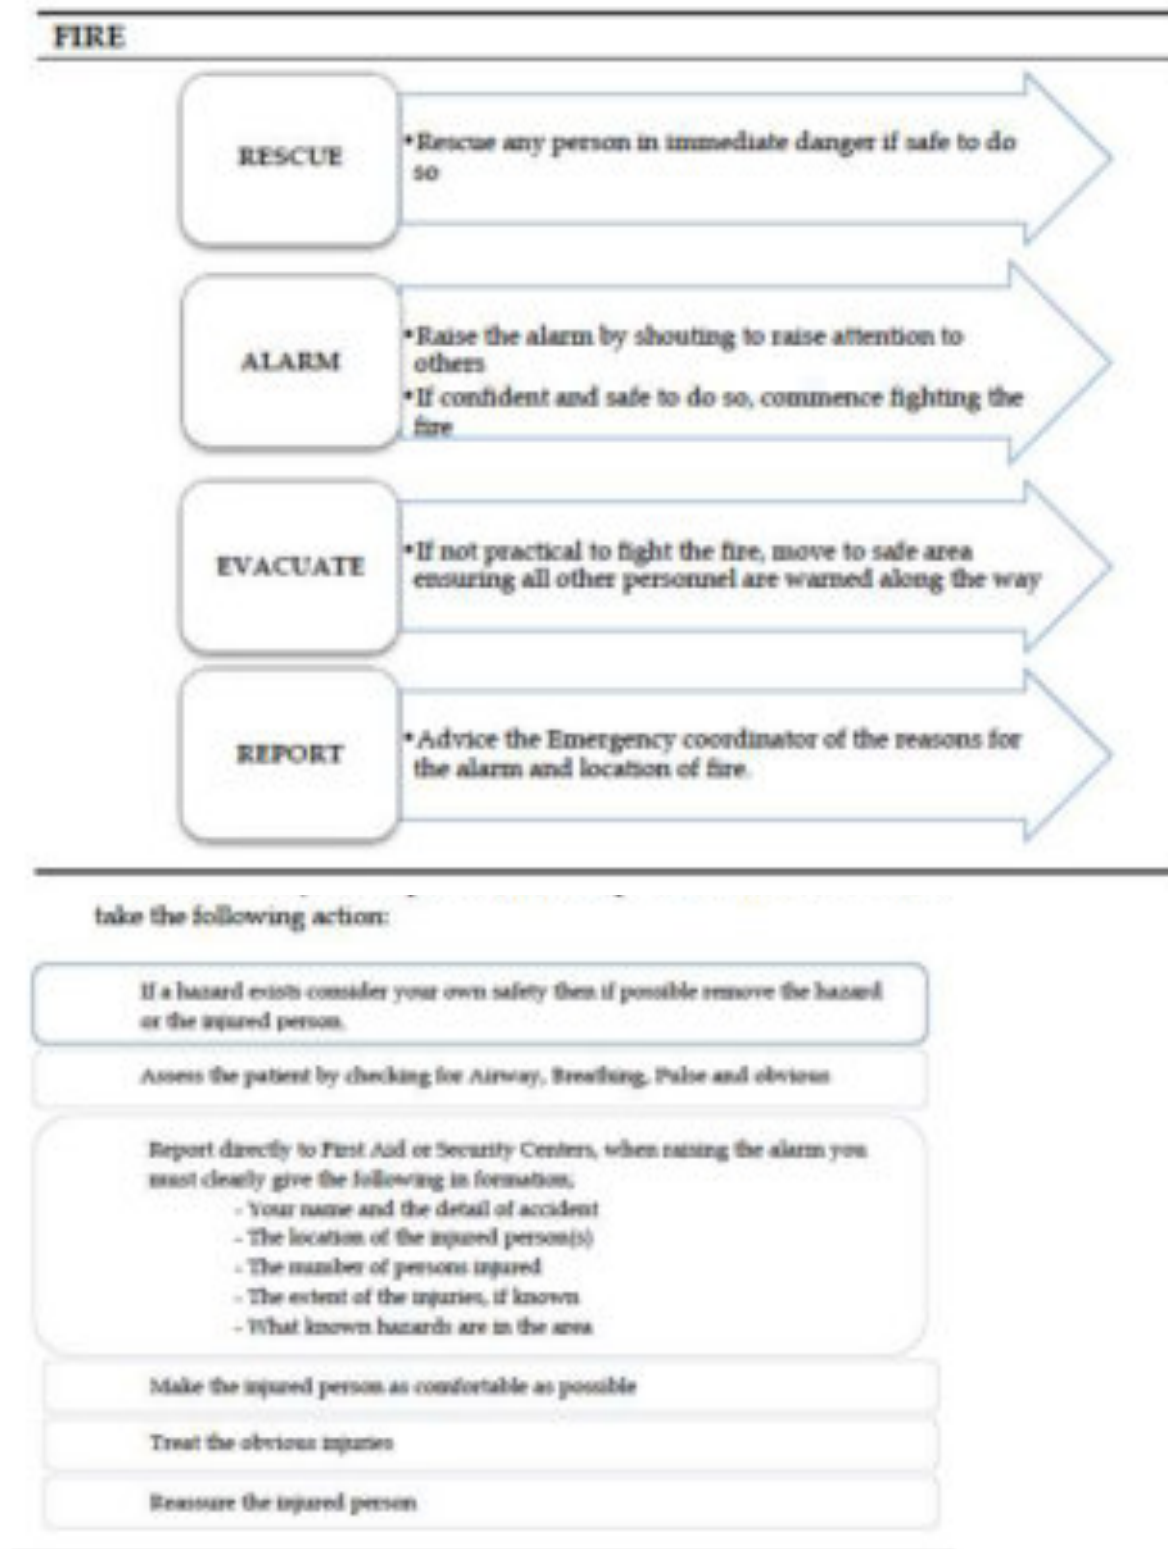 FIRE
RESCUE
•Rescue any person in immediate danger if safe to do
so
ALARM
•Raise the alarm by shouting to raise attention to
others
•If confident and safe to do so, commence fighting the
fire
EVACUATE
•If not practical to fight the fire, move to safe area
ensuring all other personnel are warned along the way
REPORT
•Advice the Emergency coordinator of the reasons for
the alarm and location of fire.
take the following action:
If a hazard exists consider your own safety then if possible remove the hazard
or the injured person.
Assess the patient by checking for Airway, Breathing, Pulse and obvious
Report directly to First Aid or Security Centers, when raising the alarm you
must clearly give the following in formation;
- Your name and the detail of accident
- The location of the injured person(s)
- The number of persons injured
- The extent of the injuries, if known
- What known hazards are in the area
Make the injured person as comfortable as possible
Treat the obvious injuries
Reassure the injured person